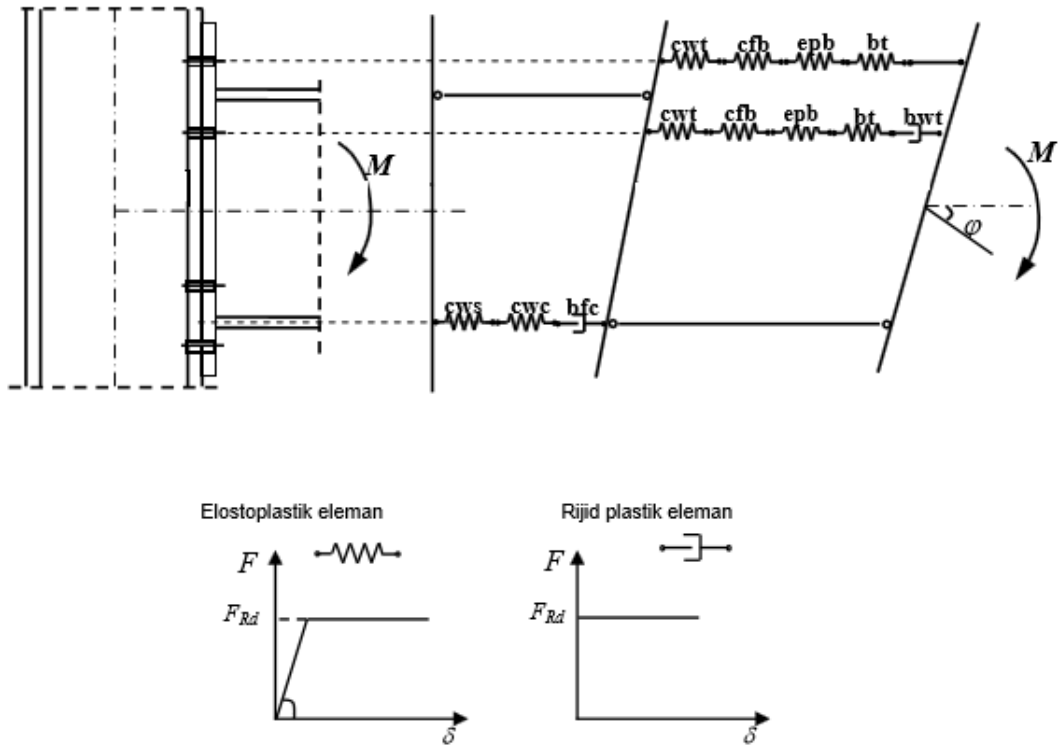 cwt cfb epb bt
cwt cfb epb bt bwt
M
M
φ
cws cwc bfc
Elostoplastik eleman
Rijid plastik eleman
F
F
F_Rd
F_Rd
δ
δ